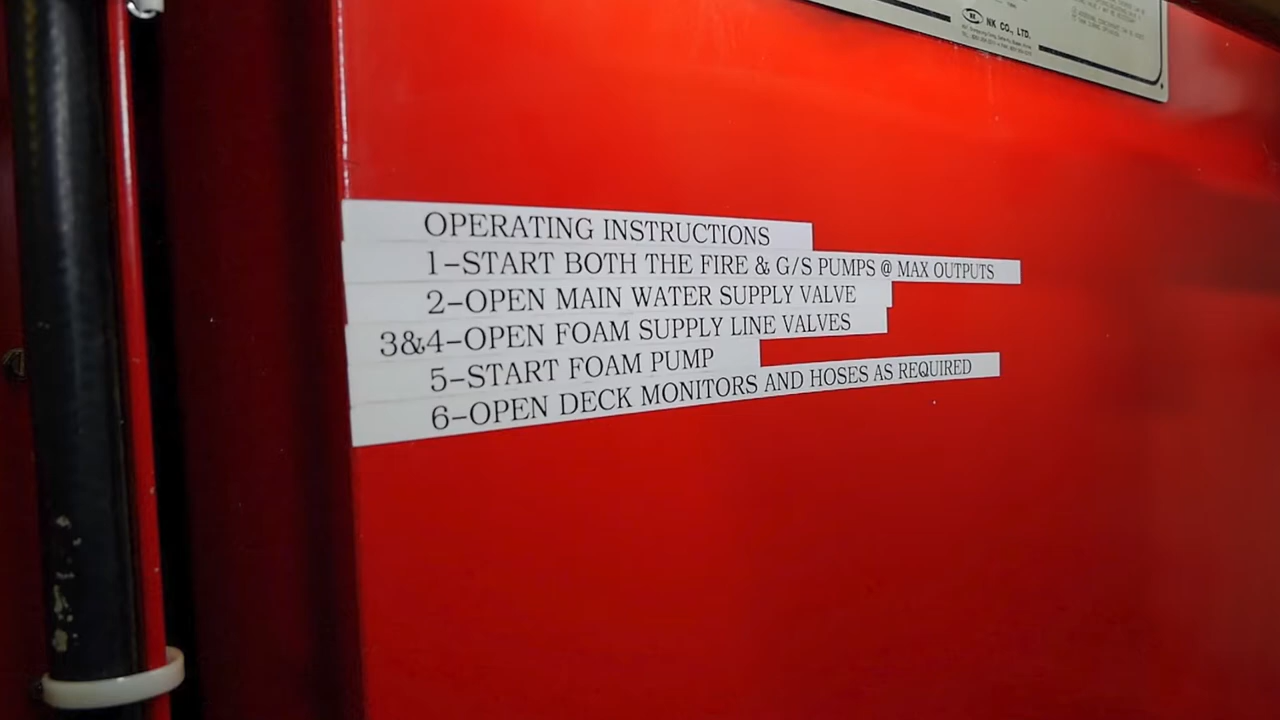 NK CO., LTD.
OPERATING INSTRUCTIONS
1-START BOTH THE FIRE & G/S PUMPS @ MAX OUTPUTS
2-OPEN MAIN WATER SUPPLY VALVE
3&4-OPEN FOAM SUPPLY LINE VALVES
5-START FOAM PUMP
6-OPEN DECK MONITORS AND HOSES AS REQUIRED